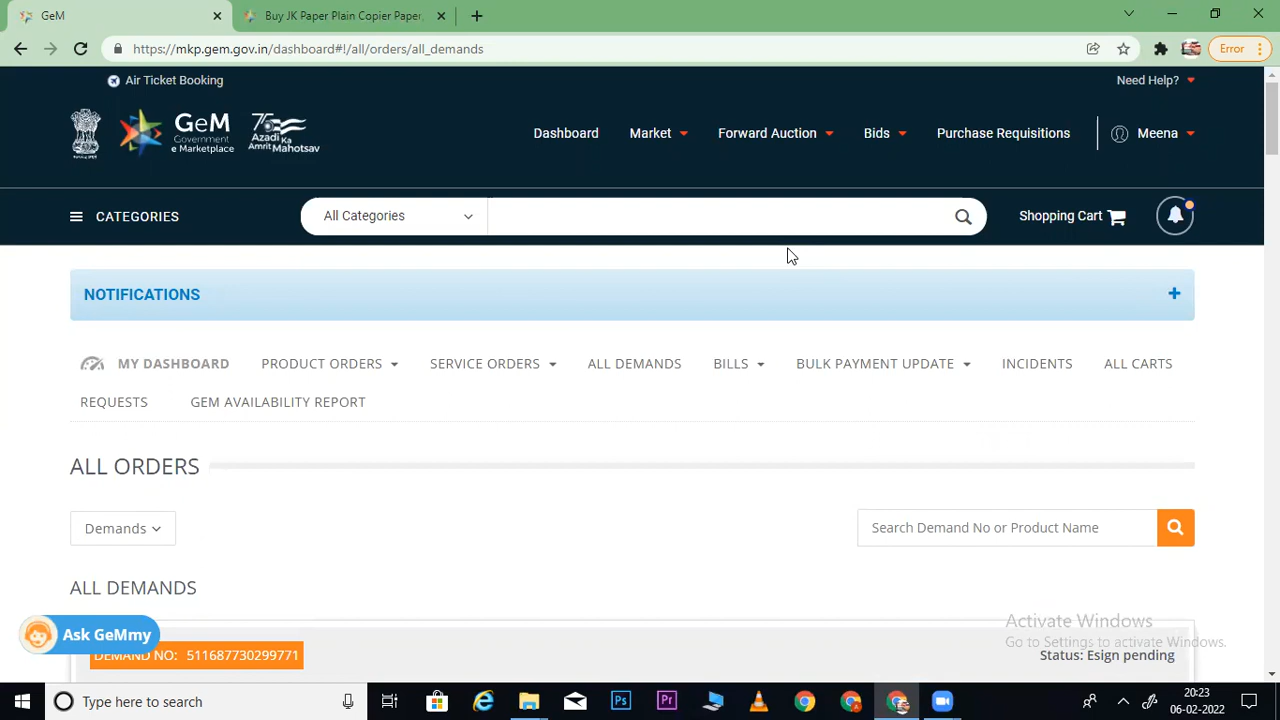 GeM
Buy JK Paper Plain Copier Paper,
https://mkp.gem.gov.in/dashboard#!/all/orders/all_demands
Error
Air Ticket Booking
Need Help?
GeM
Government
e Marketplace
75
Azadi Ka
Amrit Mahotsav
Dashboard
Market
Forward Auction
Bids
Purchase Requisitions
Meena
CATEGORIES
All Categories
Shopping Cart
NOTIFICATIONS
MY DASHBOARD
PRODUCT ORDERS
SERVICE ORDERS
ALL DEMANDS
BILLS
BULK PAYMENT UPDATE
INCIDENTS
ALL CARTS
REQUESTS
GEM AVAILABILITY REPORT
ALL ORDERS
Demands
Search Demand No or Product Name
ALL DEMANDS
Activate Windows
Go to Settings to activate Windows.
Ask GeMmy
DEMAND NO: 511687730299771
Status: Esign pending
Type here to search
Ps
Pr
20:23
06-02-2022